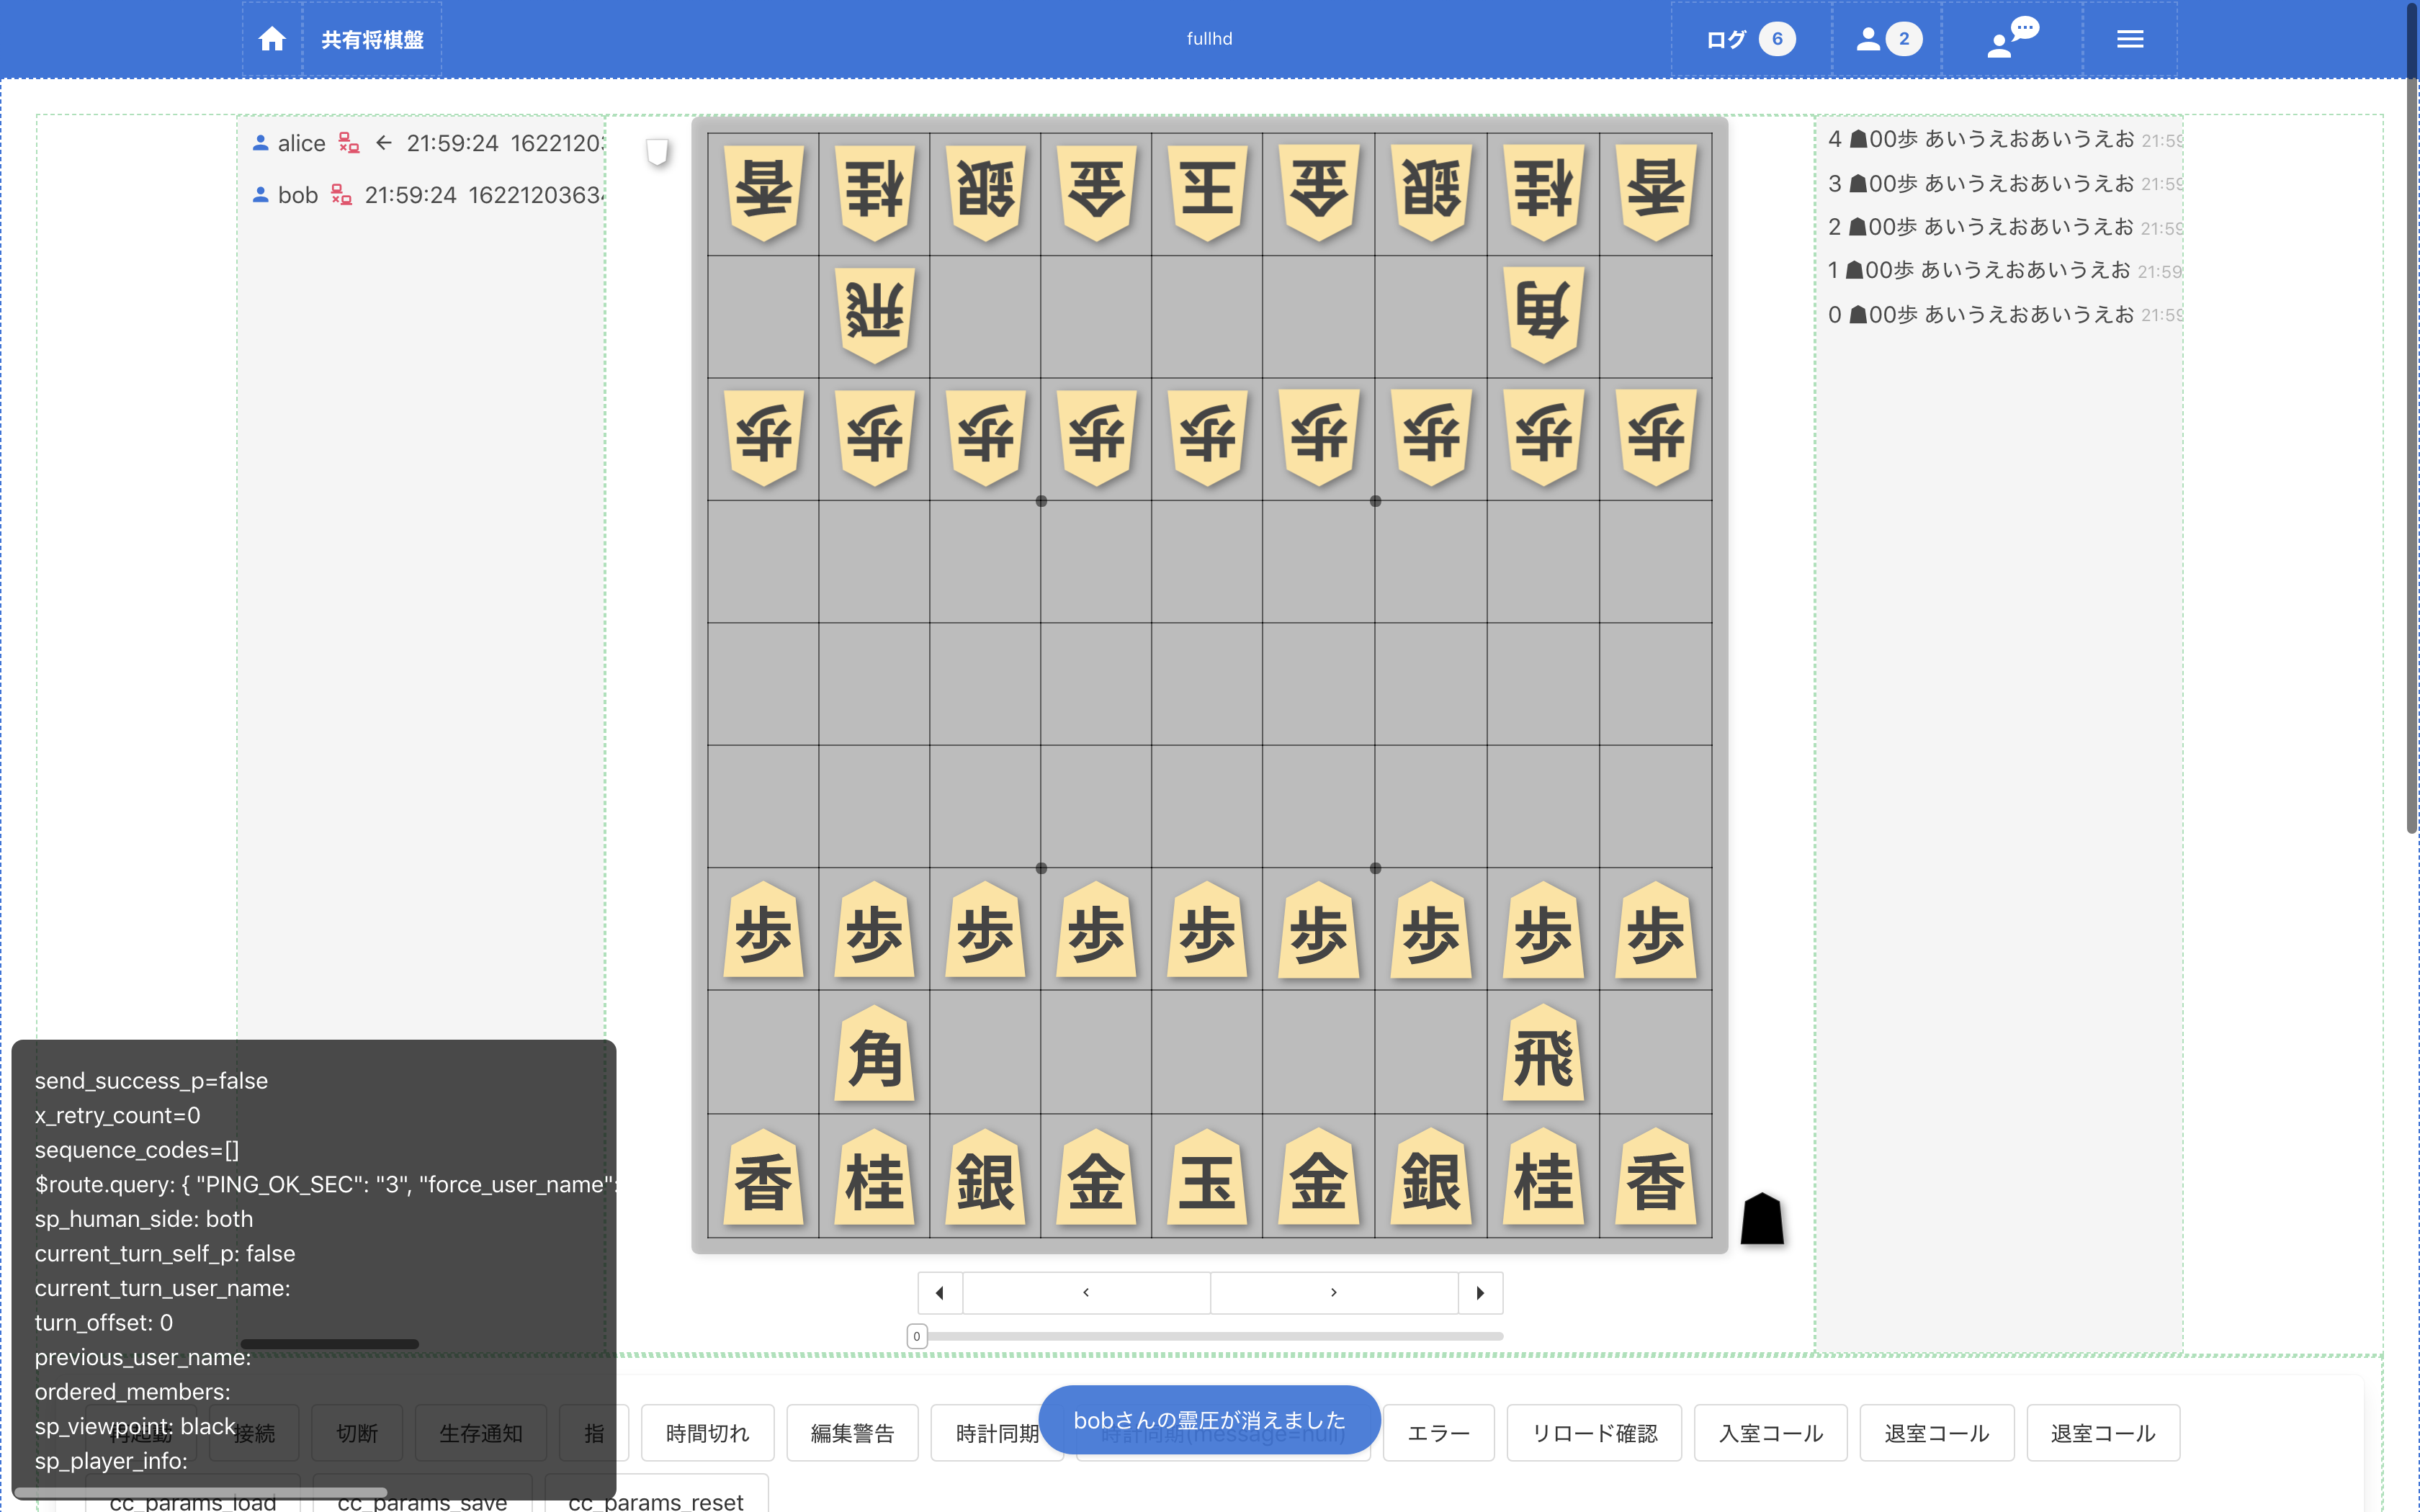 共有将棋盤
fullhd
ログ 6
2
alice ← 21:59:24 1622120
bob 21:59:24 1622120363
4 ☗00歩 あいうえおあいうえお 21:59
3 ☗00歩 あいうえおあいうえお 21:59
2 ☗00歩 あいうえおあいうえお 21:59
1 ☗00歩 あいうえおあいうえお 21:59
0 ☗00歩 あいうえおあいうえお 21:59
香 桂 銀 金 玉 金 銀 桂 香
飛 角
歩 歩 歩 歩 歩 歩 歩 歩 歩
歩 歩 歩 歩 歩 歩 歩 歩 歩
角 飛
香 桂 銀 金 玉 金 銀 桂 香
0
send_success_p=false
x_retry_count=0
sequence_codes=[]
$route.query: { "PING_OK_SEC": "3", "force_user_name":
sp_human_side: both
current_turn_self_p: false
current_turn_user_name:
turn_offset: 0
previous_user_name:
ordered_members:
sp_viewpoint: black
sp_player_info:
再起動 接続 切断 生存通知 指 時間切れ 編集警告 時計同期 時計同期(message=null) エラー リロード確認 入室コール 退室コール 退室コール
bobさんの霊圧が消えました
cc_params_load cc_params_save cc_params_reset